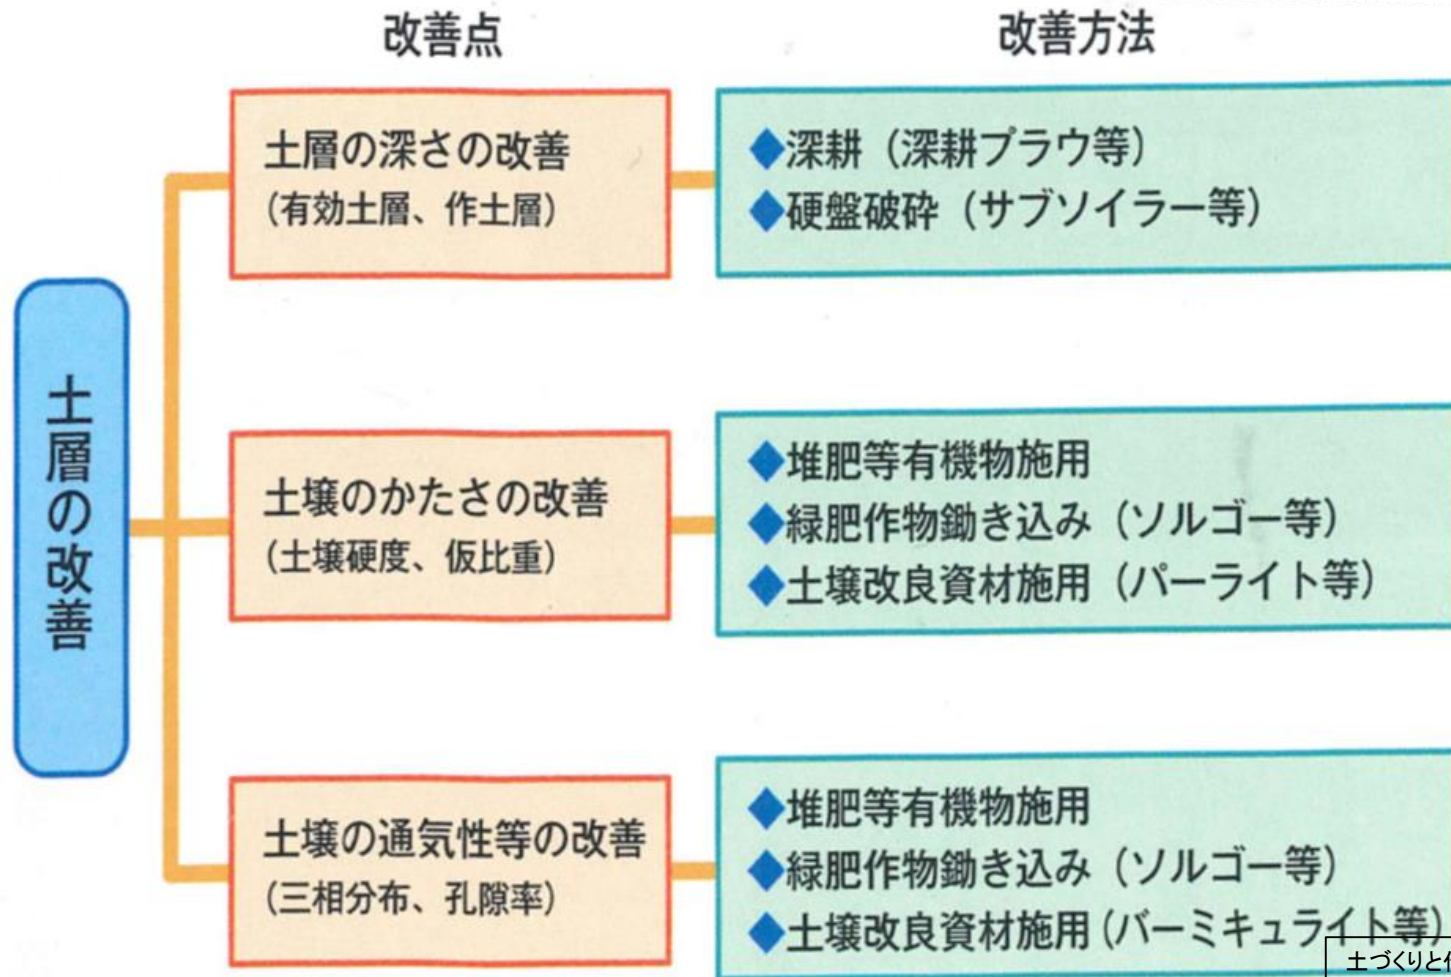 改善点
改善方法
土層の改善
土層の深さの改善
(有効土層、作土層)
◆深耕(深耕プラウ等)
◆硬盤破砕(サブソイラー等)
土壌のかたさの改善
(土壌硬度、仮比重)
◆堆肥等有機物施用
◆緑肥作物鋤き込み(ソルゴー等)
◆土壌改良資材施用(パーライト等)
土壌の通気性等の改善
(三相分布、孔隙率)
◆堆肥等有機物施用
◆緑肥作物鋤き込み(ソルゴー等)
◆土壌改良資材施用(バーミキュライト等)
土づくりと